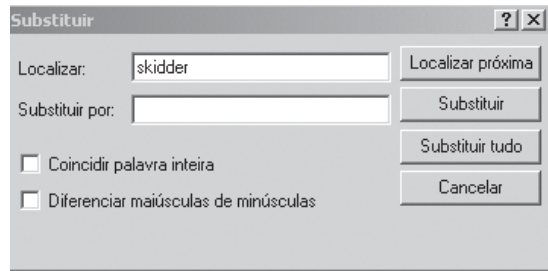 Substituir ? ×
Localizar: skidder Localizar próxima
Substituir por: Substituir
Substituir tudo
Coincidir palavra inteira
Cancelar
Diferenciar maiúsculas de minúsculas